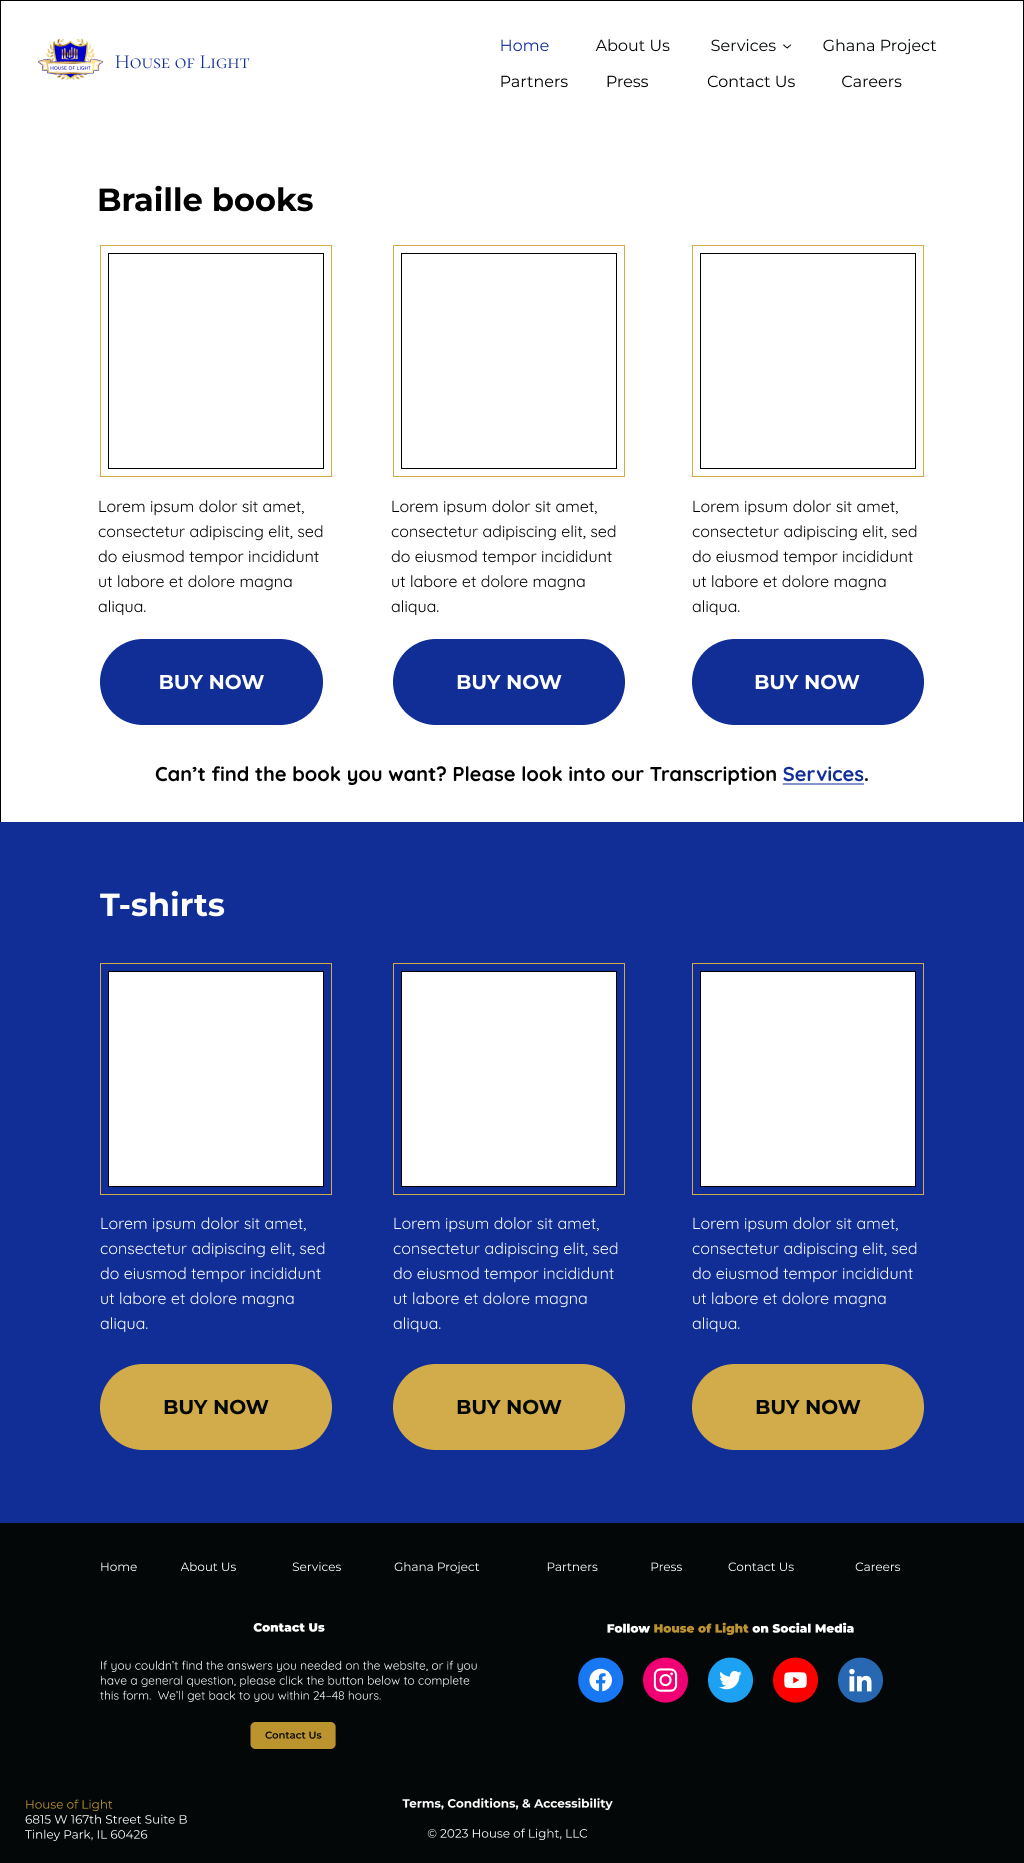 HOUSE OF LIGHT
House of Light
Home About Us Services Ghana Project
Partners Press Contact Us Careers
Braille books
Lorem ipsum dolor sit amet,
consectetur adipiscing elit, sed
do eiusmod tempor incididunt
ut labore et dolore magna
aliqua.
Lorem ipsum dolor sit amet,
consectetur adipiscing elit, sed
do eiusmod tempor incididunt
ut labore et dolore magna
aliqua.
Lorem ipsum dolor sit amet,
consectetur adipiscing elit, sed
do eiusmod tempor incididunt
ut labore et dolore magna
aliqua.
BUY NOW BUY NOW BUY NOW
Can’t find the book you want? Please look into our Transcription Services.
T-shirts
Lorem ipsum dolor sit amet,
consectetur adipiscing elit, sed
do eiusmod tempor incididunt
ut labore et dolore magna
aliqua.
Lorem ipsum dolor sit amet,
consectetur adipiscing elit, sed
do eiusmod tempor incididunt
ut labore et dolore magna
aliqua.
Lorem ipsum dolor sit amet,
consectetur adipiscing elit, sed
do eiusmod tempor incididunt
ut labore et dolore magna
aliqua.
BUY NOW BUY NOW BUY NOW
Home About Us Services Ghana Project Partners Press Contact Us Careers
Contact Us
If you couldn’t find the answers you needed on the website, or if you
have a general question, please click the button below to complete
this form. We’ll get back to you within 24–48 hours.
Contact Us
Follow House of Light on Social Media
House of Light
6815 W 167th Street Suite B
Tinley Park, IL 60426
Terms, Conditions, & Accessibility
© 2023 House of Light, LLC